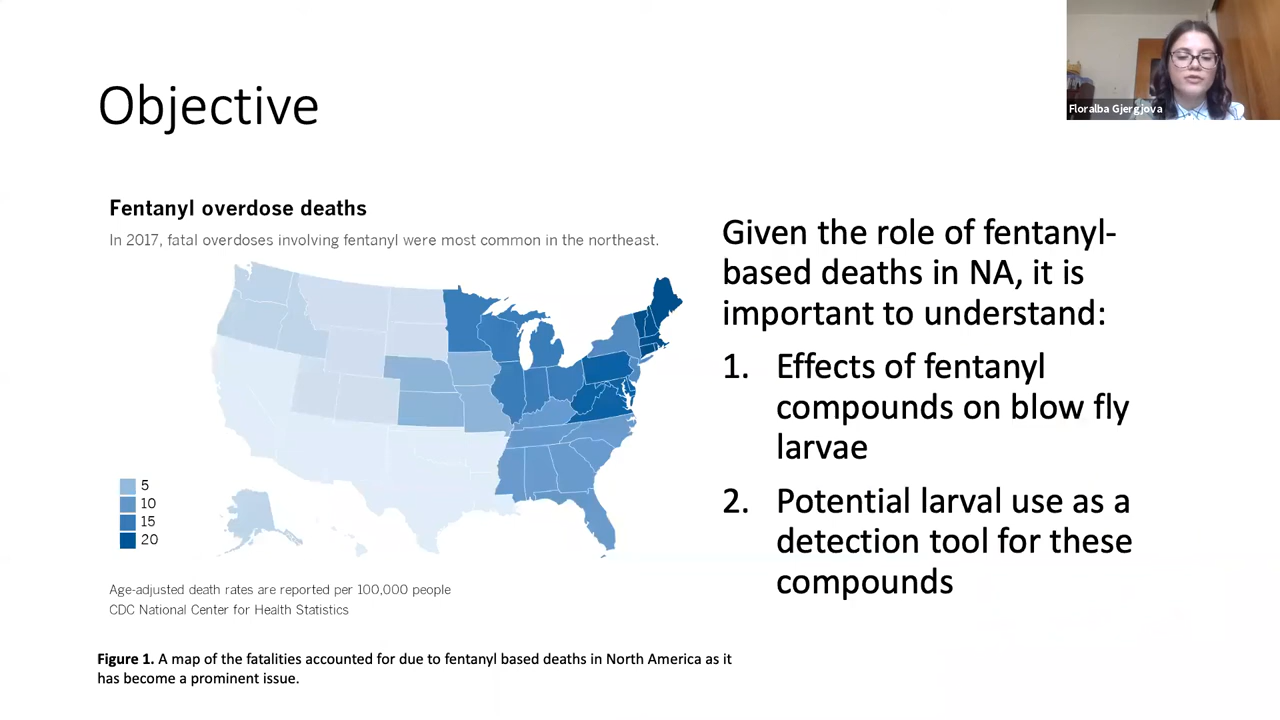 Objective
Floralba Gjergjova
Fentanyl overdose deaths
In 2017, fatal overdoses involving fentanyl were most common in the northeast.
5
10
15
20
Age-adjusted death rates are reported per 100,000 people
CDC National Center for Health Statistics
Figure 1. A map of the fatalities accounted for due to fentanyl based deaths in North America as it
has become a prominent issue.
Given the role of fentanyl-
based deaths in NA, it is
important to understand:
1. Effects of fentanyl
compounds on blow fly
larvae
2. Potential larval use as a
detection tool for these
compounds